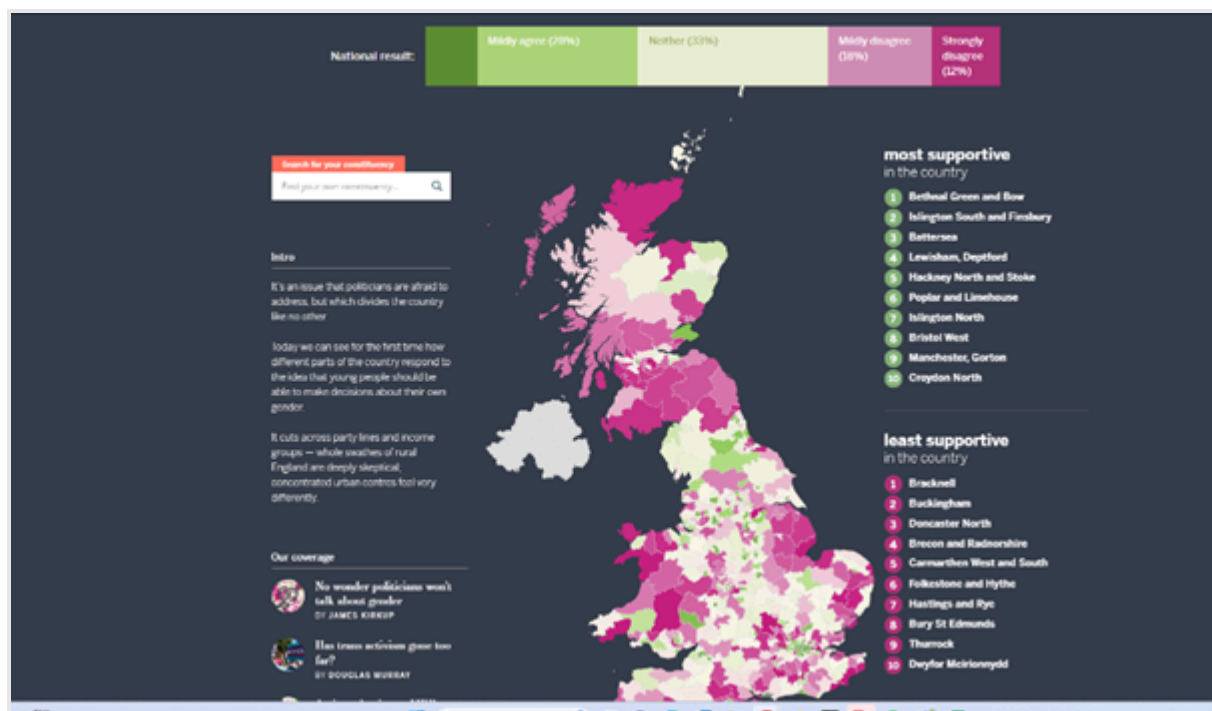 National result:
Mildly agree (28%)
Neither (33%)
Mildly disagree
(18%)
Strongly
disagree
(12%)
Search for your constituency
Find your own constituency...
Intro
It's an issue that politicians are afraid to
address, but which divides the country
like no other
Today we can see for the first time how
different parts of the country respond to
the idea that young people should be
able to make decisions about their own
gender.
It cuts across party lines and income
groups — whole swathes of rural
England are deeply skeptical,
concentrated urban centres feel very
differently.
Our coverage
No wonder politicians won't
talk about gender
BY JAMES KIRKUP
Has trans activism gone too
far?
BY DOUGLAS MURRAY
most supportive
in the country
1 Bethnal Green and Bow
2 Islington South and Finsbury
3 Battersea
4 Lewisham, Deptford
5 Hackney North and Stoke
6 Poplar and Limehouse
7 Islington North
8 Bristol West
9 Manchester, Gorton
10 Croydon North
least supportive
in the country
1 Bracknell
2 Buckingham
3 Doncaster North
4 Brecon and Radnorshire
5 Carmarthen West and South
6 Folkestone and Hythe
7 Hastings and Rye
8 Bury St Edmunds
9 Thurrock
10 Dwyfor Meirionnydd